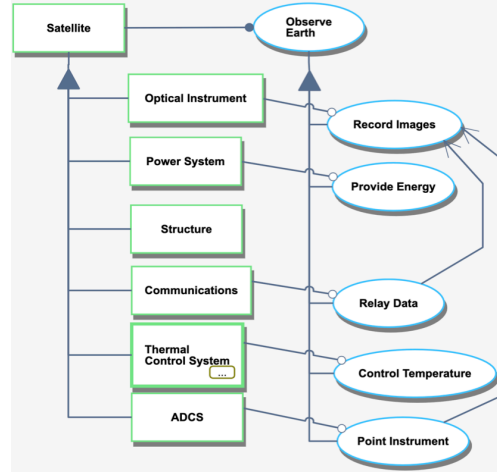 Satellite
Observe
Earth
Optical Instrument
Record Images
Power System
Provide Energy
Structure
Communications
Relay Data
Thermal
Control System
...
Control Temperature
ADCS
Point Instrument